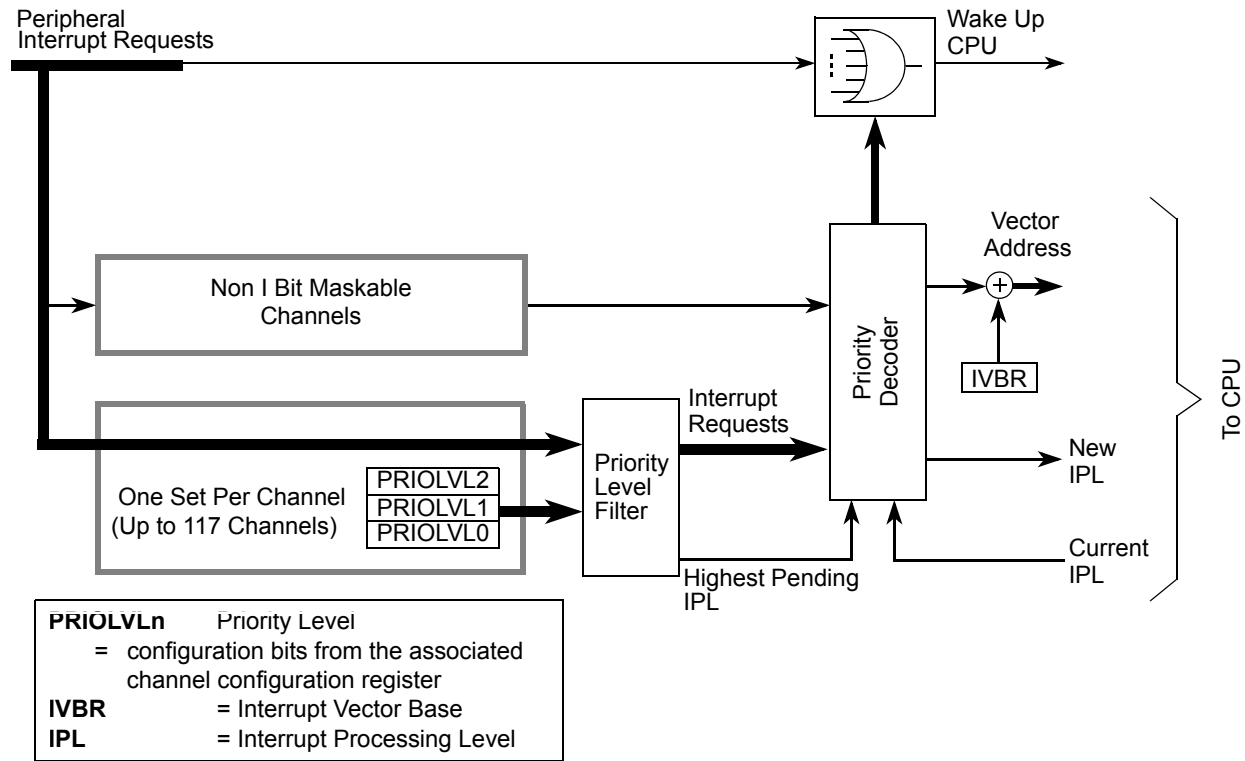 Peripheral
Interrupt Requests
Wake Up
CPU
Non I Bit Maskable
Channels
Priority
Decoder
Vector
Address
+
IVBR
To CPU
One Set Per Channel
(Up to 117 Channels)
PRIOLVL2
PRIOLVL1
PRIOLVL0
Priority
Level
Filter
Interrupt
Requests
New
IPL
Highest Pending
IPL
Current
IPL
PRIOLVLn Priority Level
= configuration bits from the associated
channel configuration register
IVBR = Interrupt Vector Base
IPL = Interrupt Processing Level